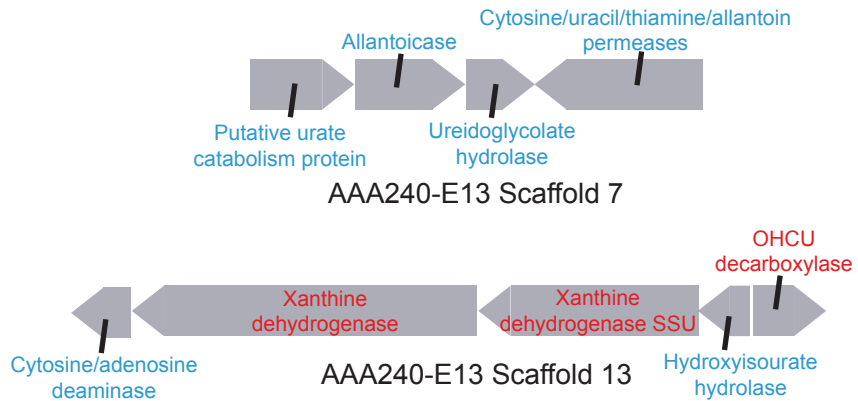 Cytosine/uracil/thiamine/allantoin
permeases
Allantoicase
Putative urate
catabolism protein
Ureidoglycolate
hydrolase
AAA240-E13 Scaffold 7
OHCU
decarboxylase
Xanthine
dehydrogenase
Xanthine
dehydrogenase SSU
Cytosine/adenosine
deaminase
Hydroxyisourate
hydrolase
AAA240-E13 Scaffold 13